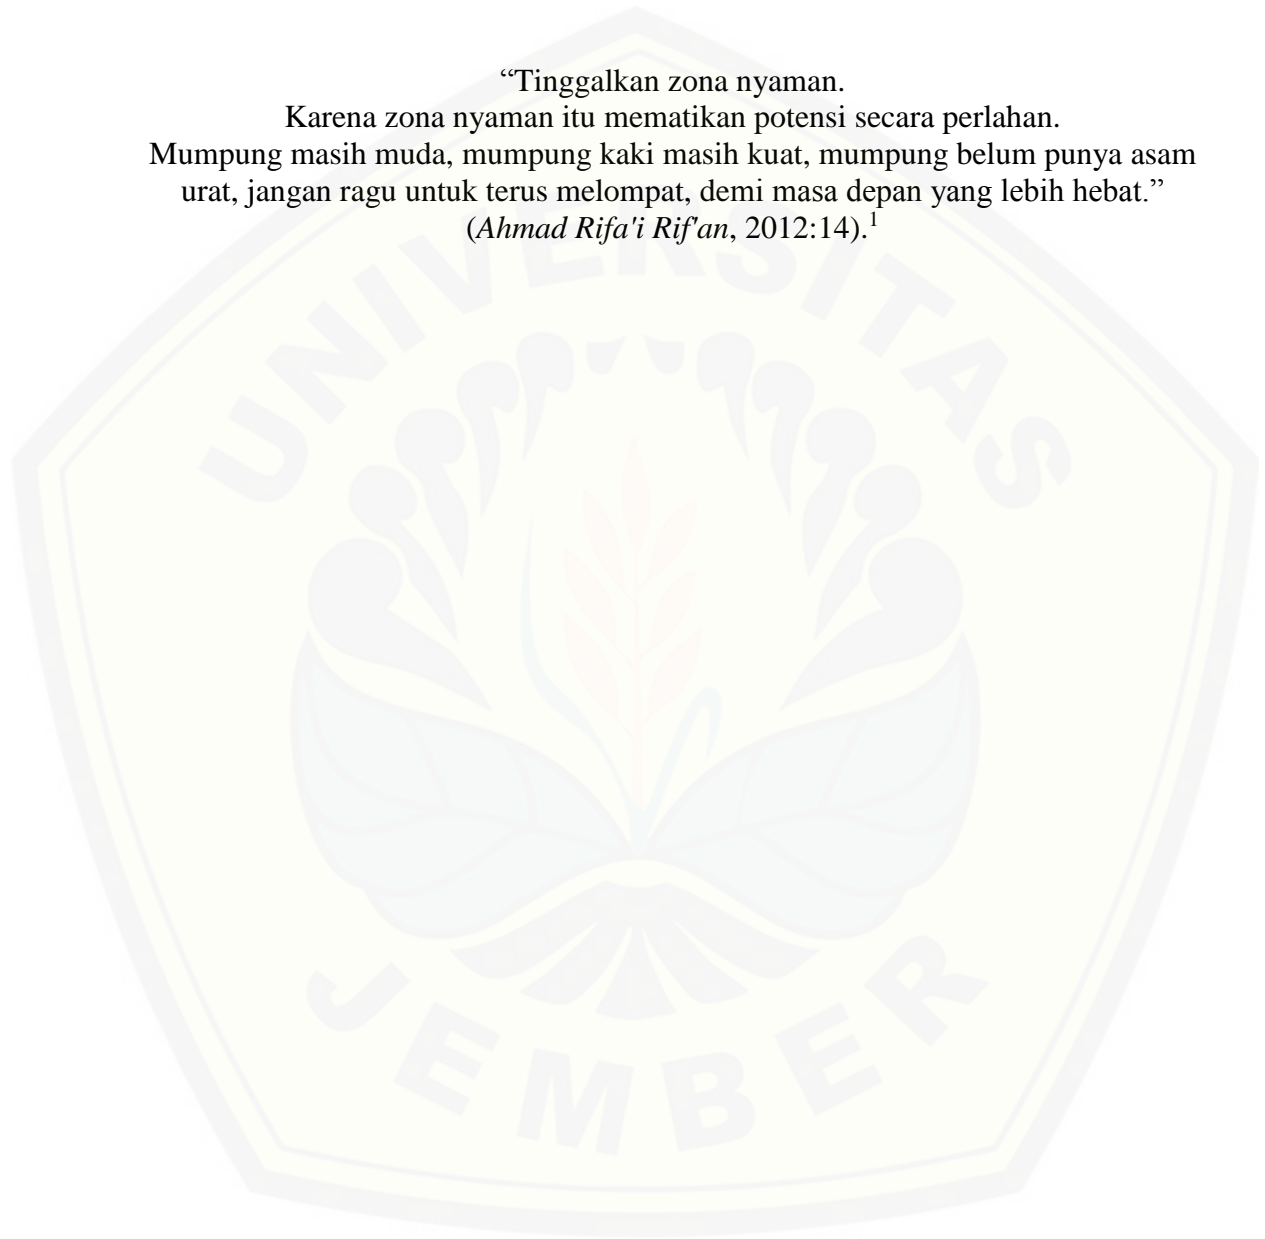 “Tinggalkan zona nyaman.
Karena zona nyaman itu mematikan potensi secara perlahan.
Mumpung masih muda, mumpung kaki masih kuat, mumpung belum punya asam
urat, jangan ragu untuk terus melompat, demi masa depan yang lebih hebat.”
(Ahmad Rifa'i Rif'an, 2012:14).1
UNIVERSITAS
JEMBER